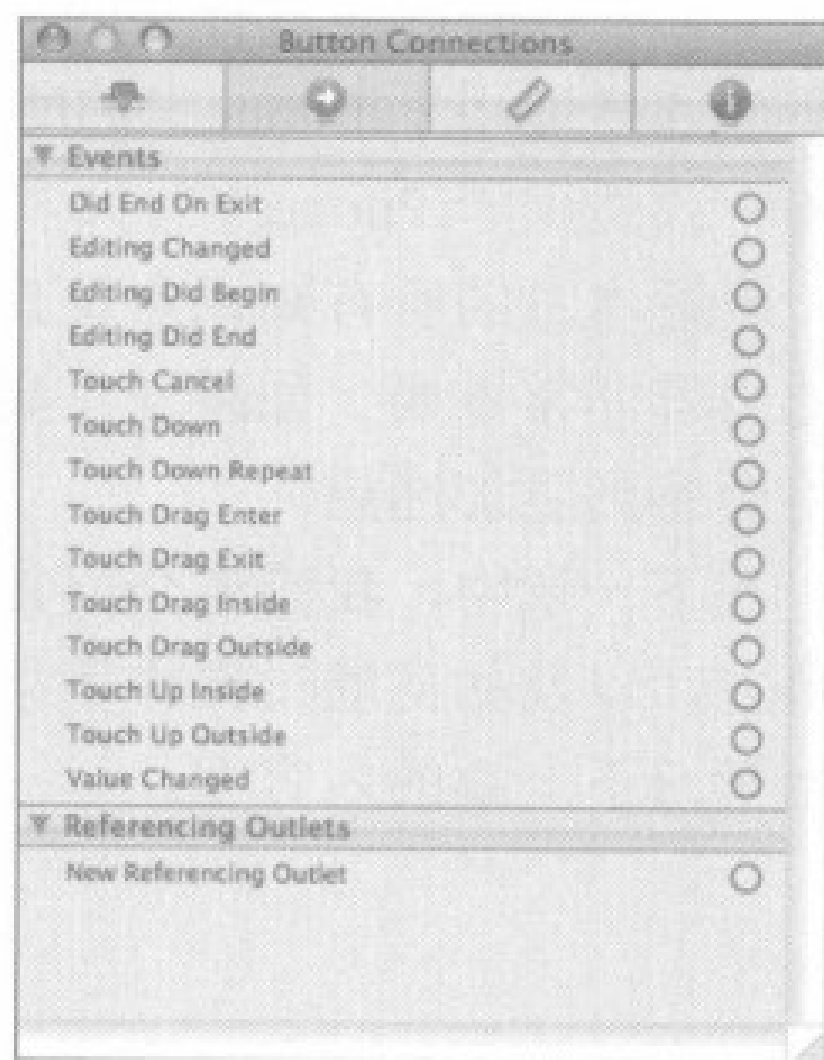 Button Connections
Events
Did End On Exit
Editing Changed
Editing Did Begin
Editing Did End
Touch Cancel
Touch Down
Touch Down Repeat
Touch Drag Enter
Touch Drag Exit
Touch Drag Inside
Touch Drag Outside
Touch Up Inside
Touch Up Outside
Value Changed
Referencing Outlets
New Referencing Outlet